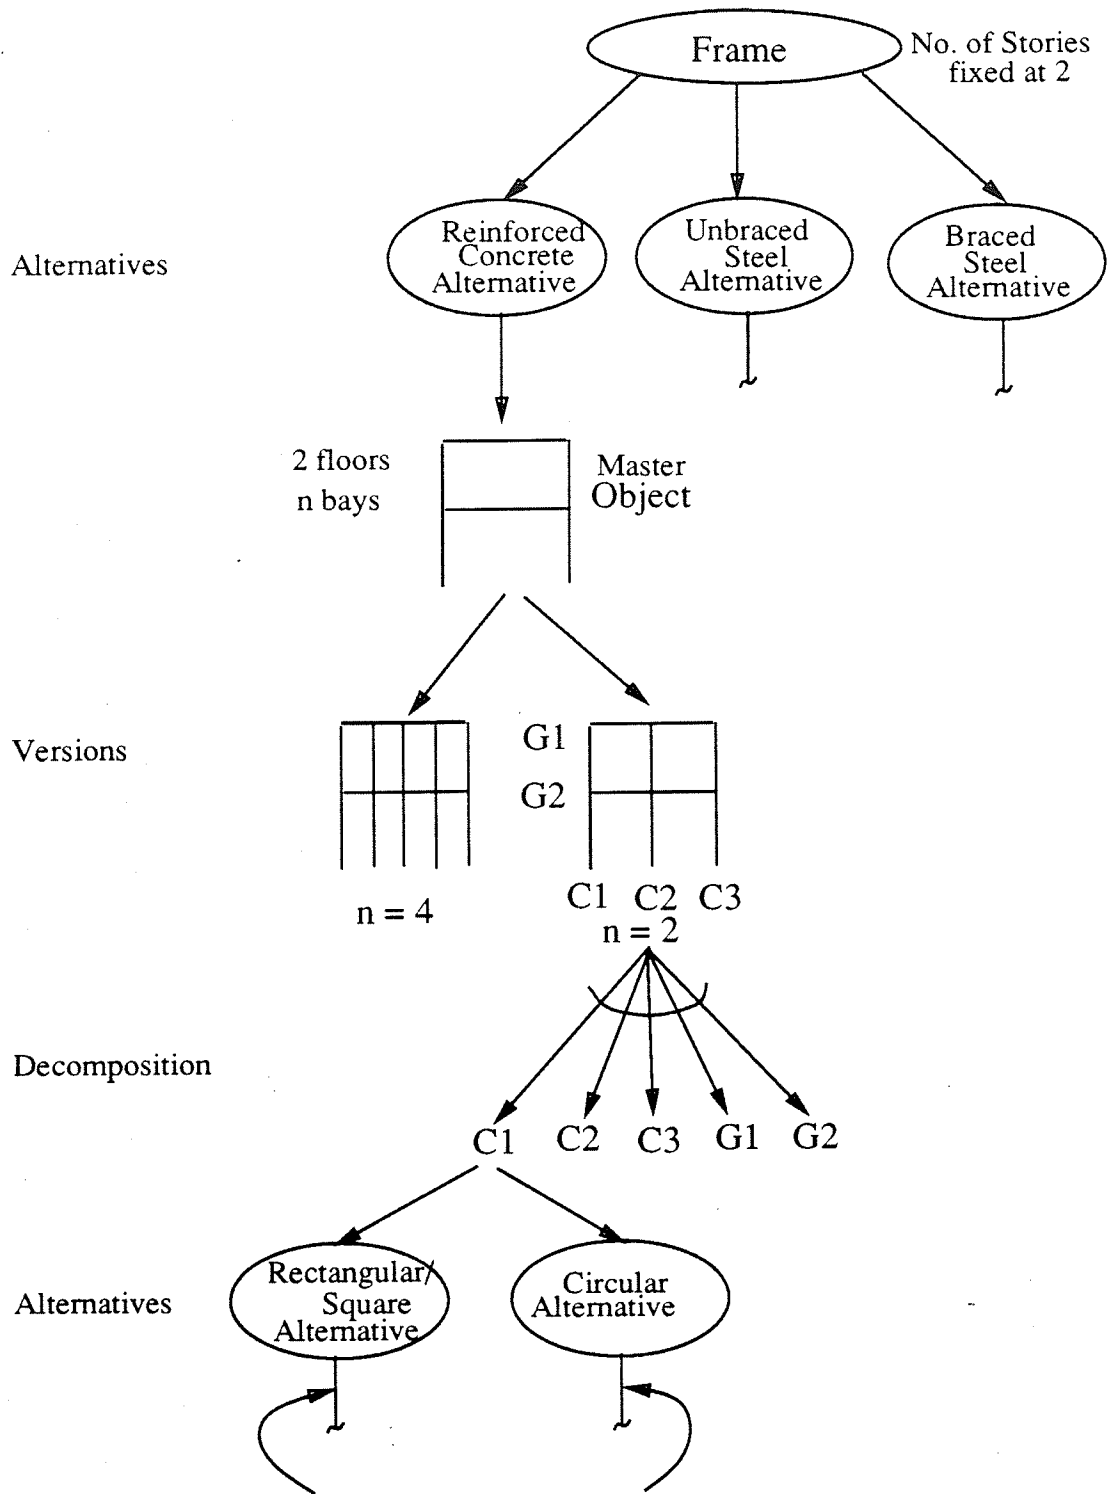 Frame
No. of Stories
fixed at 2
Alternatives
Reinforced
Concrete
Alternative
Unbraced
Steel
Alternative
Braced
Steel
Alternative
2 floors
n bays
Master
Object
Versions
G1
G2
n = 4
C1 C2 C3
n = 2
Decomposition
C1 C2 C3 G1 G2
Alternatives
Rectangular/
Square
Alternative
Circular
Alternative